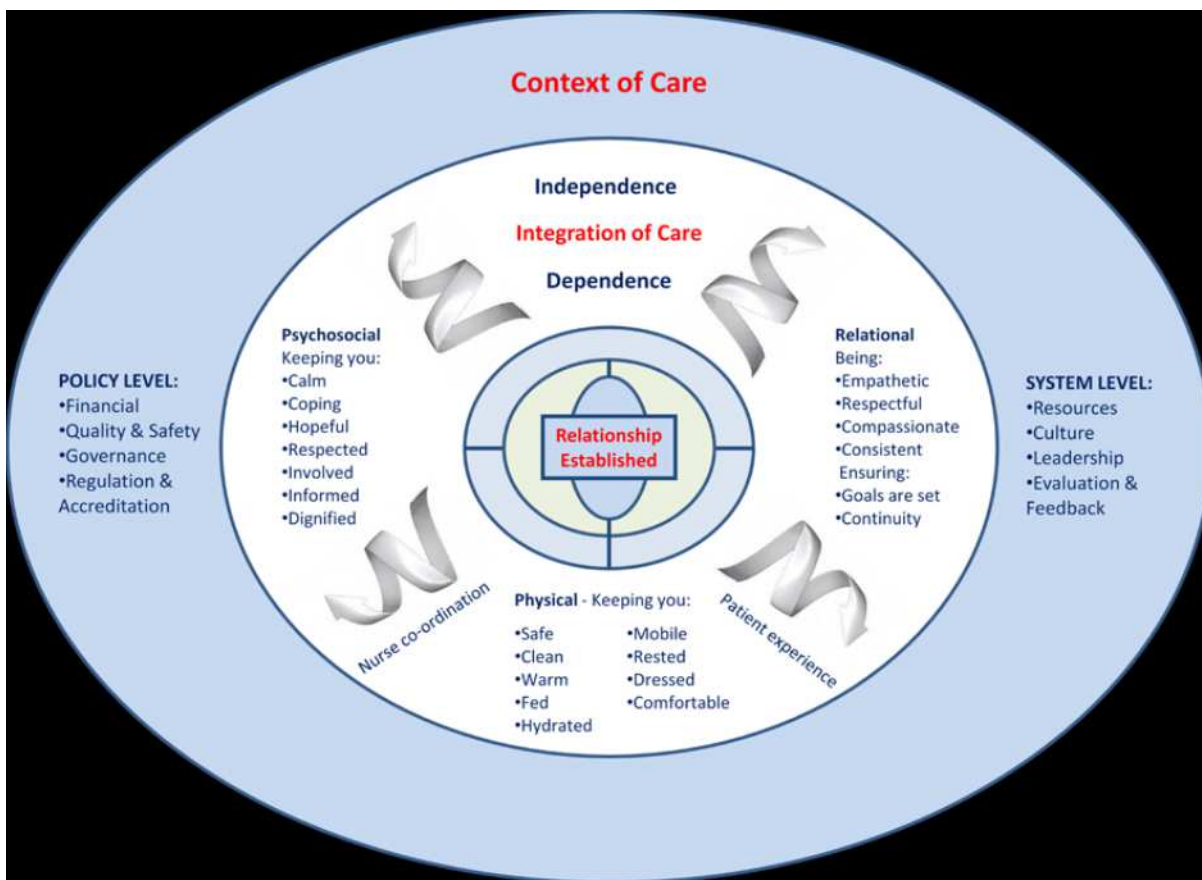 Context of Care
Independence
Integration of Care
Dependence
Psychosocial
Keeping you:
•Calm
•Coping
•Hopeful
•Respected
•Involved
•Informed
•Dignified
Relational
Being:
•Empathetic
•Respectful
•Compassionate
•Consistent
Ensuring:
•Goals are set
•Continuity
POLICY LEVEL:
•Financial
•Quality & Safety
•Governance
•Regulation &
Accreditation
SYSTEM LEVEL:
•Resources
•Culture
•Leadership
•Evaluation &
Feedback
Relationship
Established
Nurse co-ordination
Physical - Keeping you:
•Safe
•Clean
•Warm
•Fed
•Hydrated
•Mobile
•Rested
•Dressed
•Comfortable
Patient experience